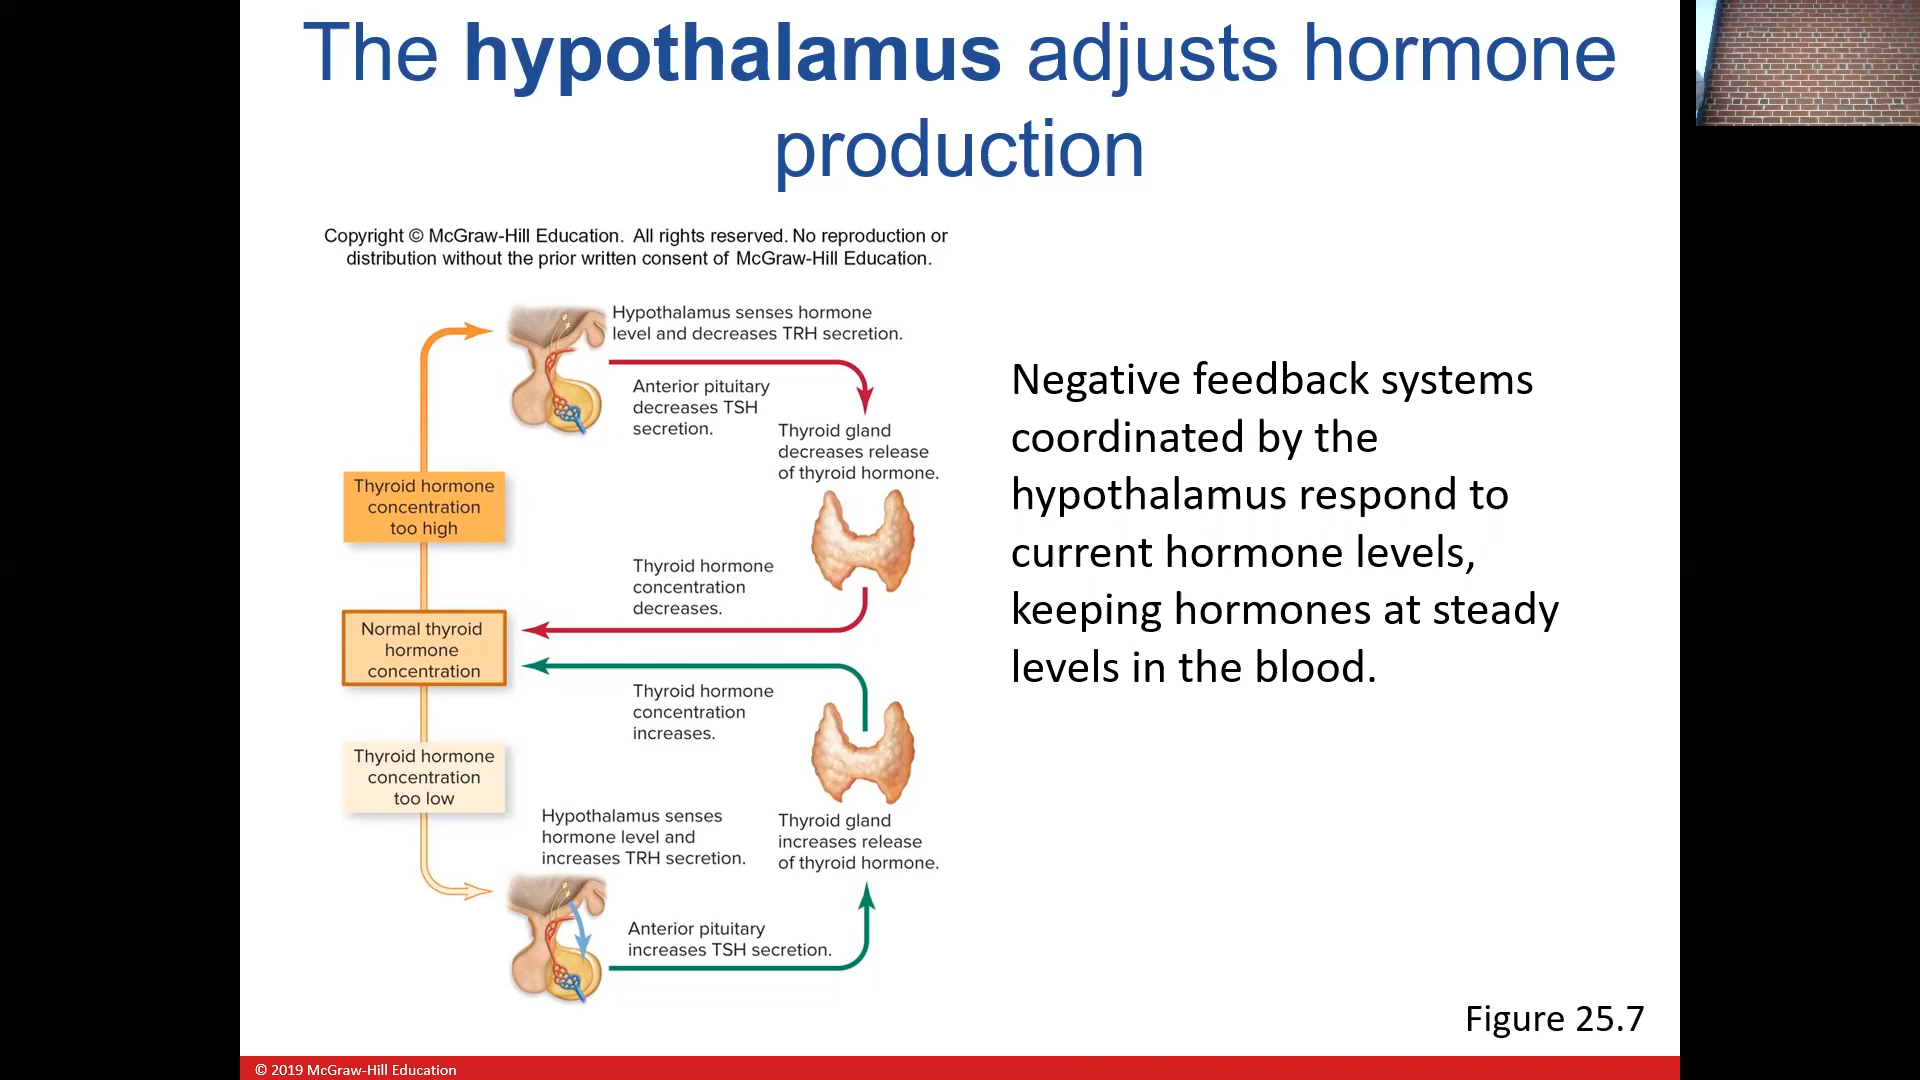 The hypothalamus adjusts hormone
production
Copyright © McGraw-Hill Education. All rights reserved. No reproduction or
distribution without the prior written consent of McGraw-Hill Education.
Hypothalamus senses hormone
level and decreases TRH secretion.
Anterior pituitary
decreases TSH
secretion.
Thyroid gland
decreases release
of thyroid hormone.
Thyroid hormone
concentration
too high
Thyroid hormone
concentration
decreases.
Normal thyroid
hormone
concentration
Thyroid hormone
concentration
increases.
Thyroid hormone
concentration
too low
Hypothalamus senses
hormone level and
increases TRH secretion.
Thyroid gland
increases release
of thyroid hormone.
Anterior pituitary
increases TSH secretion.
Negative feedback systems
coordinated by the
hypothalamus respond to
current hormone levels,
keeping hormones at steady
levels in the blood.
Figure 25.7
© 2019 McGraw-Hill Education